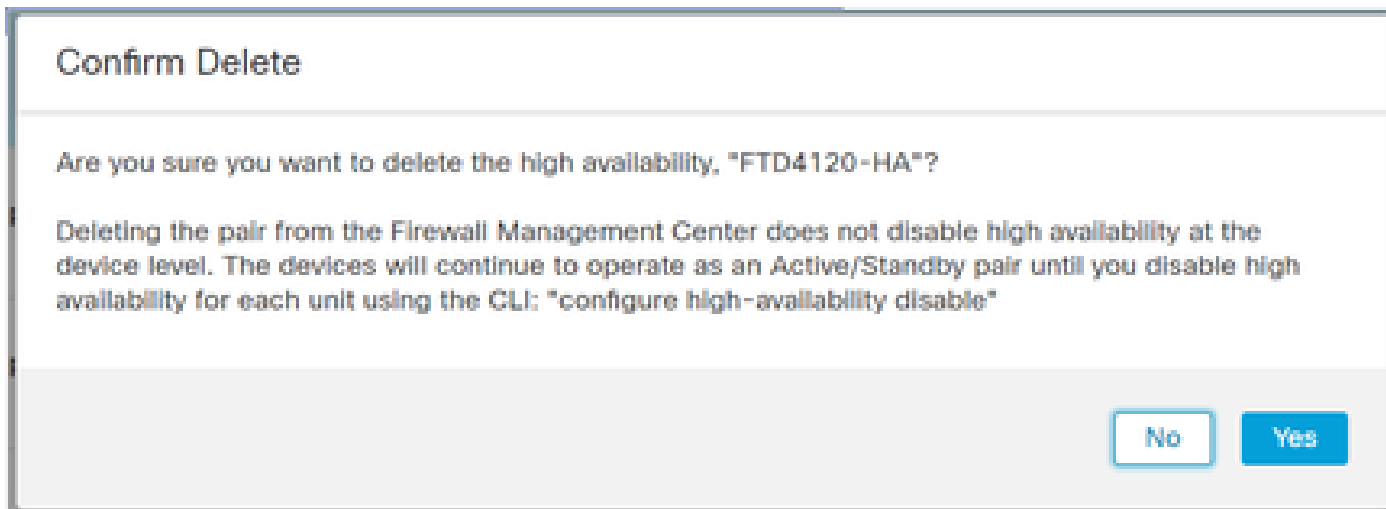 Confirm Delete
Are you sure you want to delete the high availability, "FTD4120-HA"?
Deleting the pair from the Firewall Management Center does not disable high availability at the
device level. The devices will continue to operate as an Active/Standby pair until you disable high
availability for each unit using the CLI: "configure high-availability disable"
No
Yes